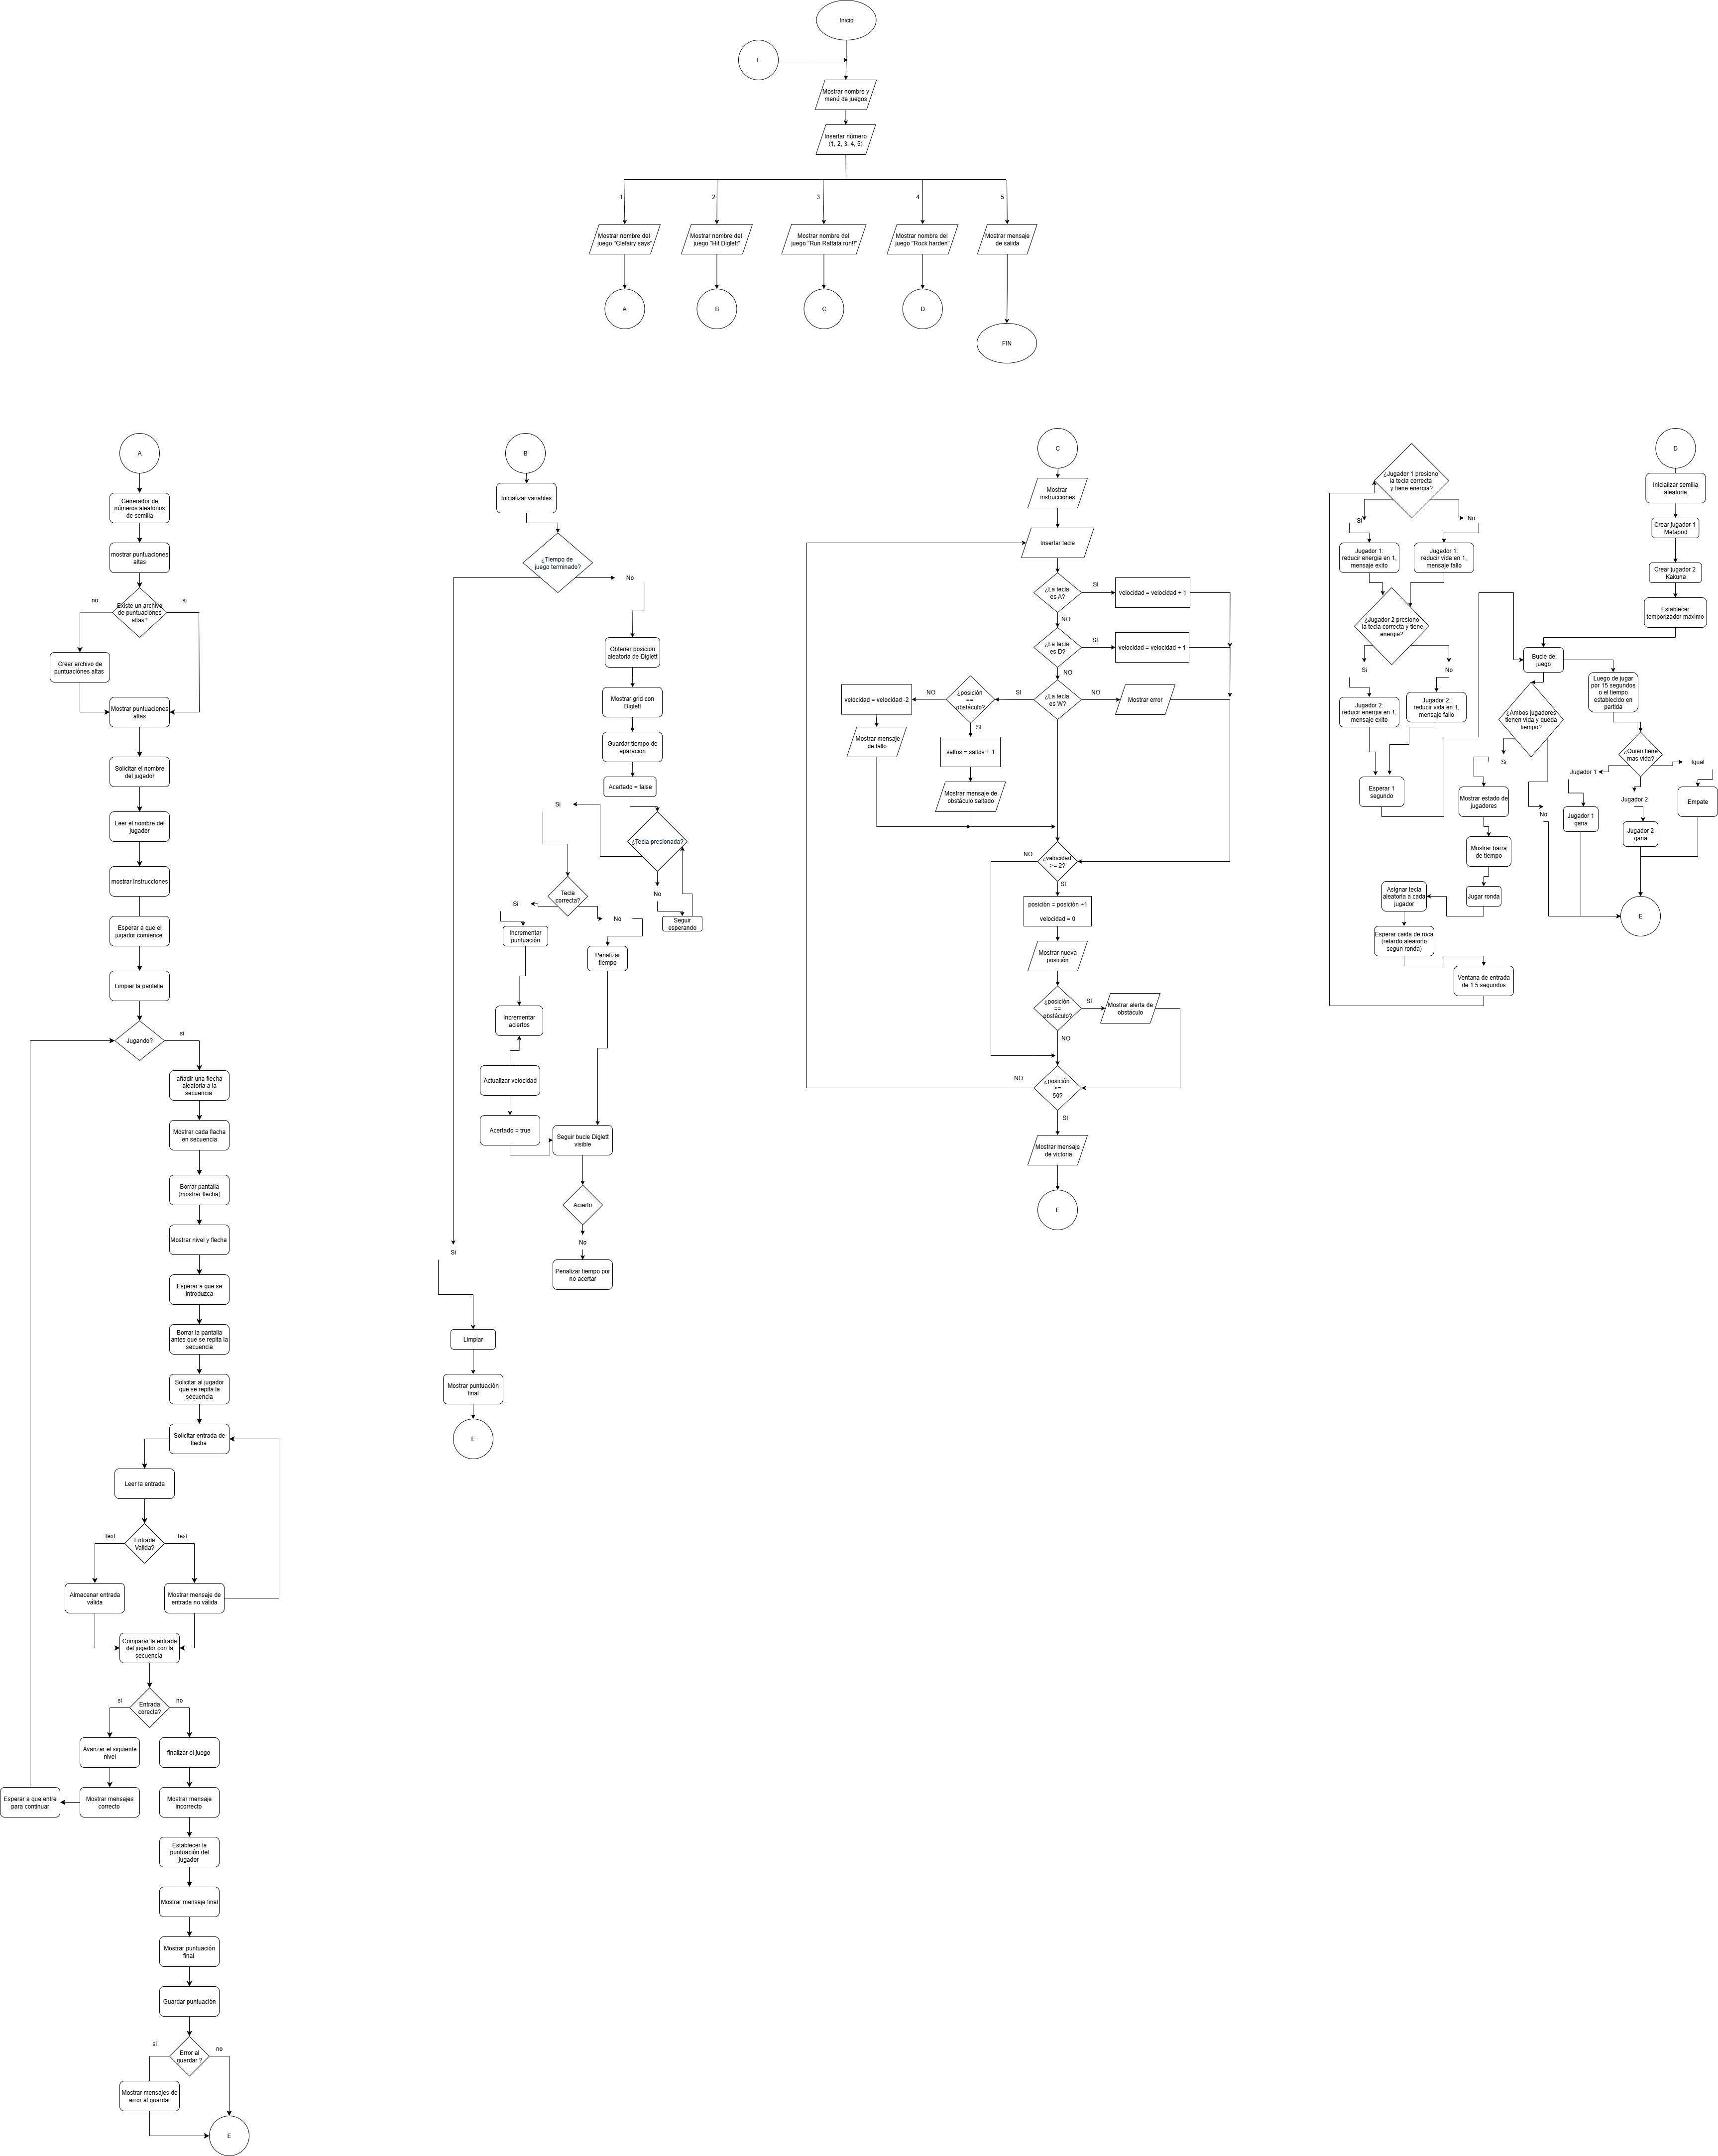 Inicio
E
Mostrar nombre y
menú de juegos
Insertar número
(1, 2, 3, 4, 5)
1
2
3
4
5
Mostrar nombre del
juego "Clefairy says"
Mostrar nombre del
juego "Hit Diglett"
Mostrar nombre del
juego "Run Rattata run!!"
Mostrar nombre del
juego "Rock harden"
Mostrar mensaje
de salida
A
B
C
D
FIN
A
Generador de
números aleatorios
de semilla
mostrar puntuaciones
altas
Existe un archivo
de puntuaciónes
altas?
no
si
Crear archivo de
puntuaciónes altas
Mostrar puntuaciones
altas
Solicitar el nombre
del jugador
Leer el nombre del
jugador
mostrar instrucciones
Esperar a que el
jugador comience
Limpiar la pantalle
Jugando?
si
añadir una flecha
aleatoria a la
secuencia
Mostrar cada flacha
en secuencia
Borrar pantalla
(mostrar flecha)
Mostrar nivel y flecha
Esperar a que se
introduzca
Borrar la pantalla
antes que se repita la
secuencia
Solicitar al jugador
que se repita la
secuencia
Solicitar entrada de
flecha
Leer la entrada
Entrada
Valida?
Text
Text
Almacenar entrada
válida
Mostrar mensaje de
entrada no válida
Comparar la entrada
del jugador con la
secuencia
Entrada
corecta?
si
no
Avanzar el siguiente
nivel
finalizar el juego
Esperar a que entre
para continuar
Mostrar mensajes
correcto
Mostrar mensaje
incorrecto
Establecer la
puntuación del
jugador
Mostrar mensaje final
Mostrar puntuación
final
Guardar puntuación
Error al
guardar ?
si
no
Mostrar mensajes de
error al guardar
E
B
Inicializar variables
¿Tiempo de
juego terminado?
No
Obtener posicion
aleatoria de Diglett
Mostrar grid con
Diglett
Guardar tiempo de
aparacion
Acertado = false
¿Tecla presionada?
Si
No
Seguir
esperando
Tecla
correcta?
Si
No
Incrementar
puntuación
Penalizar
tiempo
Incrementar
aciertos
Actualizar velocidad
Acertado = true
Seguir bucle Diglett
visible
Acierto
No
Penalizar tiempo por
no acertar
Si
Limpiar
Mostrar puntuación
final
E
C
Mostrar
instrucciones
Insertar tecla
¿La tecla
es A?
SI
velocidad = velocidad + 1
NO
¿La tecla
es D?
SI
velocidad = velocidad + 1
NO
¿La tecla
es W?
NO
Mostrar error
SI
¿posición
==
obstáculo?
NO
velocidad = velocidad -2
Mostrar mensaje
de fallo
SI
saltos = saltos + 1
Mostrar mensaje de
obstáculo saltado
¿velocidad
>= 2?
NO
SI
posición = posición +1
velocidad = 0
Mostrar nueva
posición
¿posición
==
obstáculo?
SI
Mostrar alerta de
obstáculo
NO
¿posición
>=
50?
NO
SI
Mostrar mensaje
de victoria
E
D
Inicializar semilla
aleatoria
Crear jugador 1
Metapod
Crear jugador 2
Kakuna
Establecer
temporizador maximo
Bucle de
juego
Luego de jugar
por 15 segundos
o el tiempo
establecido en
partida
¿Ambos jugadores
tienen vida y queda
tiempo?
Si
No
¿Quien tiene
mas vida?
Jugador 1
Jugador 2
Igual
Jugador 1
gana
Jugador 2
gana
Empate
E
Mostrar estado de
jugadores
Mostrar barra
de tiempo
Jugar ronda
Asignar tecla
aleatoria a cada
jugador
Esperar caida de roca
(retardo aleatorio
segun ronda)
Ventana de entrada
de 1.5 segundos
¿Jugador 1 presiono
la tecla correcta
y tiene energia?
Si
No
Jugador 1:
reducir energia en 1,
mensaje exito
Jugador 1:
reducir vida en 1,
mensaje fallo
¿Jugador 2 presiono
la tecla correcta y tiene
energia?
Si
No
Jugador 2:
reducir energia en 1,
mensaje exito
Jugador 2:
reducir vida en 1,
mensaje fallo
Esperar 1
segundo